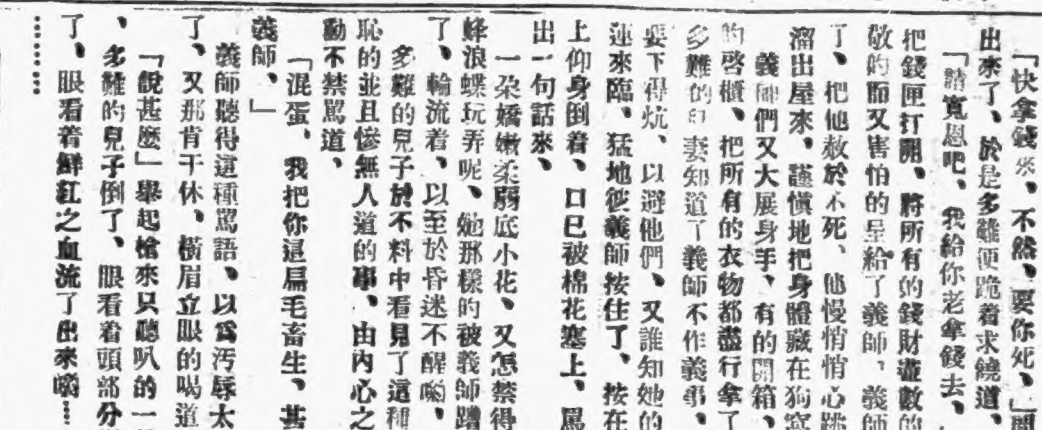 「快拿錢來、不然、要你死、」開
出來了、於是多難便跪着求饒道、
「請寬恩吧、我給你老拿錢去、
把錢匣打開、將所有的錢財盡數的
敬的而又害怕的呈給了義師、義師
了、把他赦於不死、他慢悄悄心跳
溜出屋來、謹慎地把身體藏在狗窩
義師們又大展身手、有的開箱、
的啓櫃、把所有的衣物都盡行拿了
多難的妻知道了義師不作義事、
要下得炕、以避他們、又誰知她的
運來臨、猛地從義師按住了、按在
上仰身倒着、口已被棉花塞上、罵
出一句話來、
一朶嬌嫩柔弱底小花、又怎禁得
蜂浪蝶玩弄呢、她那樣的被義師蹧
了、輪流着、以至於昏迷不醒喲、
多難的兒子於不料中看見了這種
恥的並且慘無人道的事、由內心之
動不禁罵道、
「混蛋、我把你這扁毛畜生、甚
義師、」
義師聽得這種罵語、以爲汚辱太
了、又那肯干休、橫眉立眼的喝道
「說甚麽」舉起槍來只聽叭的一
、多難的兒子倒了、眼看着頭部分
了、眼看着鮮紅之血流了出來喲……
………